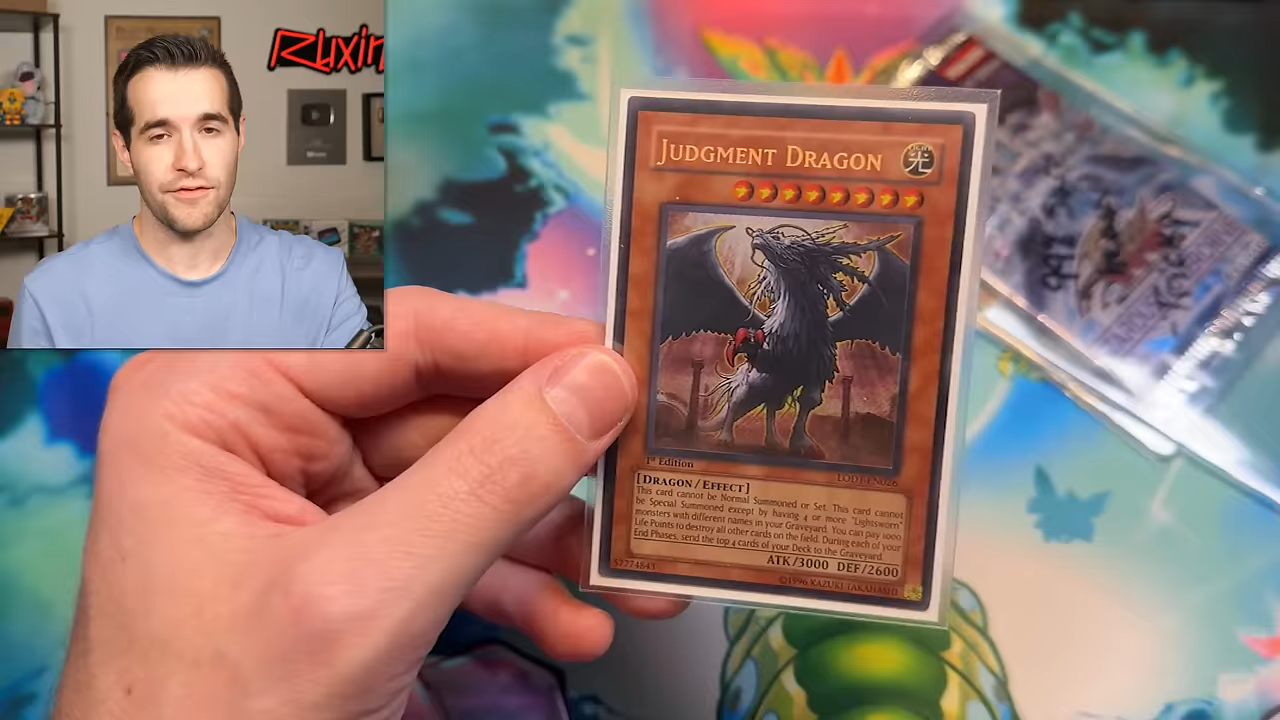 Ruxin
JUDGMENT DRAGON
LIGHT
光
1st Edition
LODT-EN026
[DRAGON/EFFECT]
This card cannot be Normal Summoned or Set. This card cannot
be Special Summoned except by having 4 or more "Lightsworn"
monsters with different names in your Graveyard. You can pay 1000
Life Points to destroy all other cards on the field. During each of your
End Phases, send the top 4 cards of your Deck to the Graveyard.
ATK/3000 DEF/2600
57774843
©1996 KAZUKI TAKAHASHI